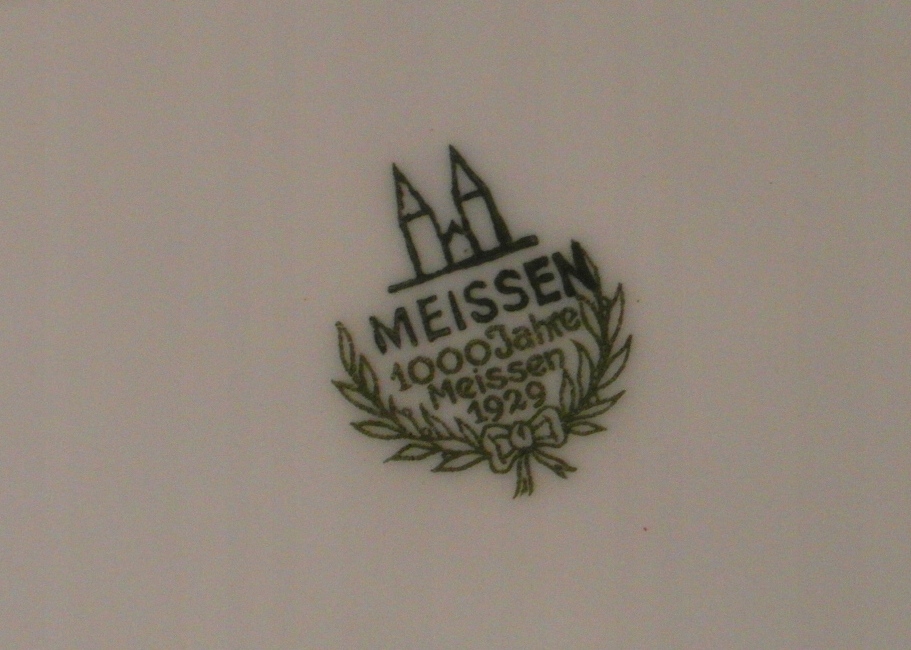 MEISSEN
1000 Jahre
Meissen
1929